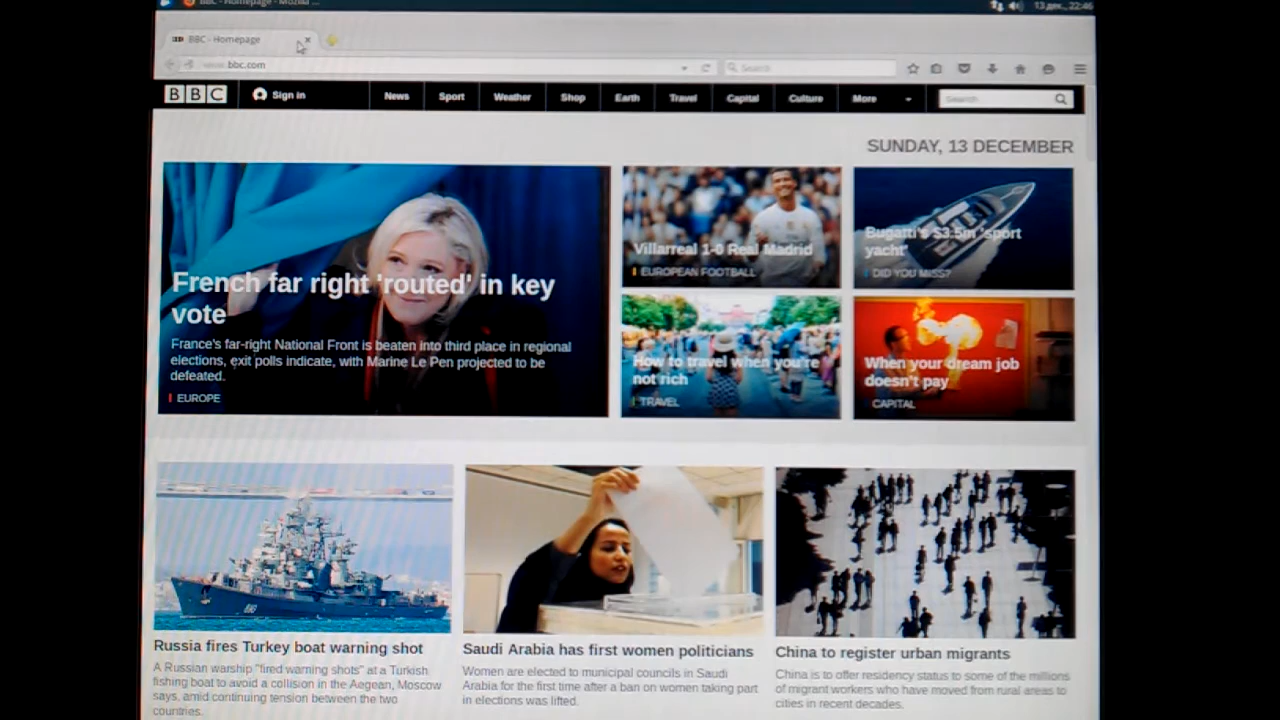 BBC - Homepage - Mozilla ...
13 дек., 22:46
BBC - Homepage
bbc.com
Search
BBC
Sign in
News
Sport
Weather
Shop
Earth
Travel
Capital
Culture
More
Search
SUNDAY, 13 DECEMBER
French far right 'routed' in key
vote
France's far-right National Front is beaten into third place in regional
elections, exit polls indicate, with Marine Le Pen projected to be
defeated.
EUROPE
Villarreal 1-0 Real Madrid
EUROPEAN FOOTBALL
Bugatti's $3.5m 'sport
yacht'
DID YOU MISS?
How to travel when you're
not rich
TRAVEL
When your dream job
doesn't pay
CAPITAL
Russia fires Turkey boat warning shot
A Russian warship "fired warning shots" at a Turkish
fishing boat to avoid a collision in the Aegean, Moscow
says, amid continuing tension between the two
countries.
Saudi Arabia has first women politicians
Women are elected to municipal councils in Saudi
Arabia for the first time after a ban on women taking part
in elections was lifted.
China to register urban migrants
China is to offer residency status to some of the millions
of migrant workers who have moved from rural areas to
cities in recent decades.